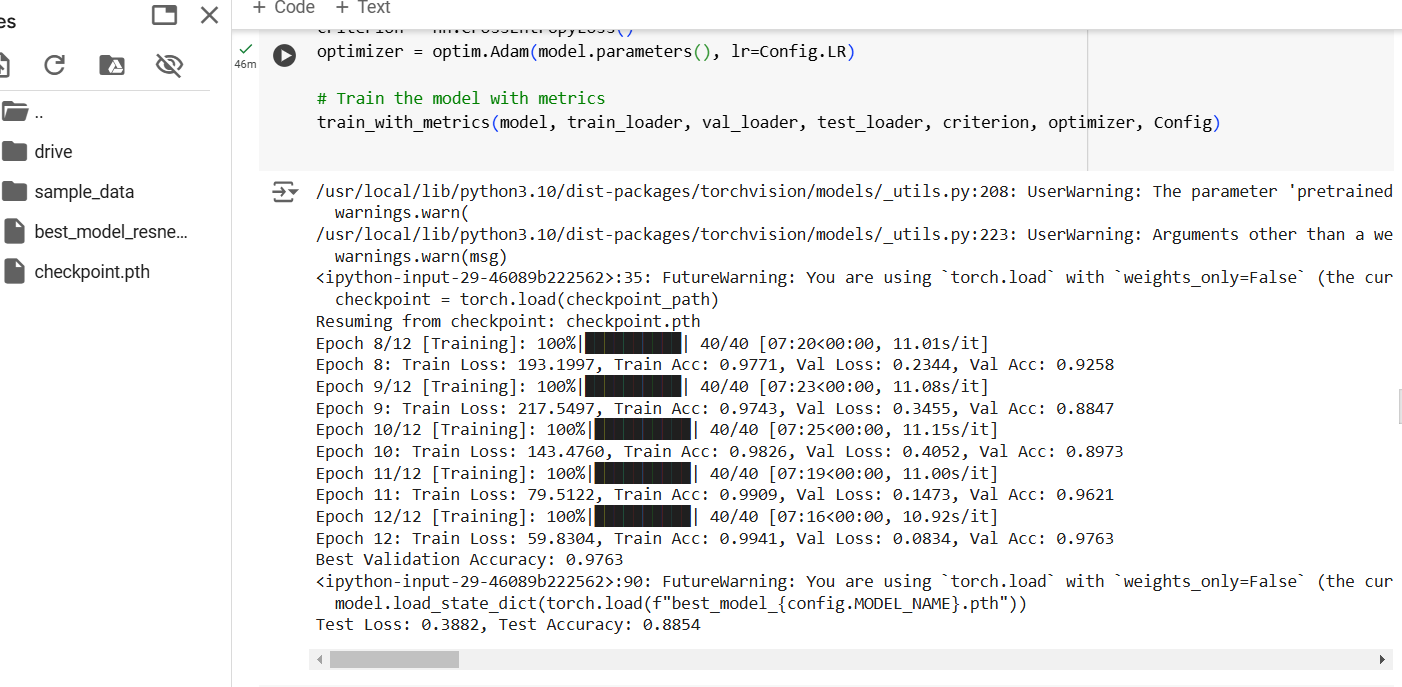 es
+ Code + Text
46m
criterion = nn.CrossEntropyLoss()
optimizer = optim.Adam(model.parameters(), lr=Config.LR)
# Train the model with metrics
train_with_metrics(model, train_loader, val_loader, test_loader, criterion, optimizer, Config)
..
drive
sample_data
best_model_resne...
checkpoint.pth
/usr/local/lib/python3.10/dist-packages/torchvision/models/_utils.py:208: UserWarning: The parameter 'pretrained
warnings.warn(
/usr/local/lib/python3.10/dist-packages/torchvision/models/_utils.py:223: UserWarning: Arguments other than a we
warnings.warn(msg)
<ipython-input-29-46089b222562>:35: FutureWarning: You are using `torch.load` with `weights_only=False` (the cur
checkpoint = torch.load(checkpoint_path)
Resuming from checkpoint: checkpoint.pth
Epoch 8/12 [Training]: 100%|██████████| 40/40 [07:20<00:00, 11.01s/it]
Epoch 8: Train Loss: 193.1997, Train Acc: 0.9771, Val Loss: 0.2344, Val Acc: 0.9258
Epoch 9/12 [Training]: 100%|██████████| 40/40 [07:23<00:00, 11.08s/it]
Epoch 9: Train Loss: 217.5497, Train Acc: 0.9743, Val Loss: 0.3455, Val Acc: 0.8847
Epoch 10/12 [Training]: 100%|██████████| 40/40 [07:25<00:00, 11.15s/it]
Epoch 10: Train Loss: 143.4760, Train Acc: 0.9826, Val Loss: 0.4052, Val Acc: 0.8973
Epoch 11/12 [Training]: 100%|██████████| 40/40 [07:19<00:00, 11.00s/it]
Epoch 11: Train Loss: 79.5122, Train Acc: 0.9909, Val Loss: 0.1473, Val Acc: 0.9621
Epoch 12/12 [Training]: 100%|██████████| 40/40 [07:16<00:00, 10.92s/it]
Epoch 12: Train Loss: 59.8304, Train Acc: 0.9941, Val Loss: 0.0834, Val Acc: 0.9763
Best Validation Accuracy: 0.9763
<ipython-input-29-46089b222562>:90: FutureWarning: You are using `torch.load` with `weights_only=False` (the cur
model.load_state_dict(torch.load(f"best_model_{config.MODEL_NAME}.pth"))
Test Loss: 0.3882, Test Accuracy: 0.8854